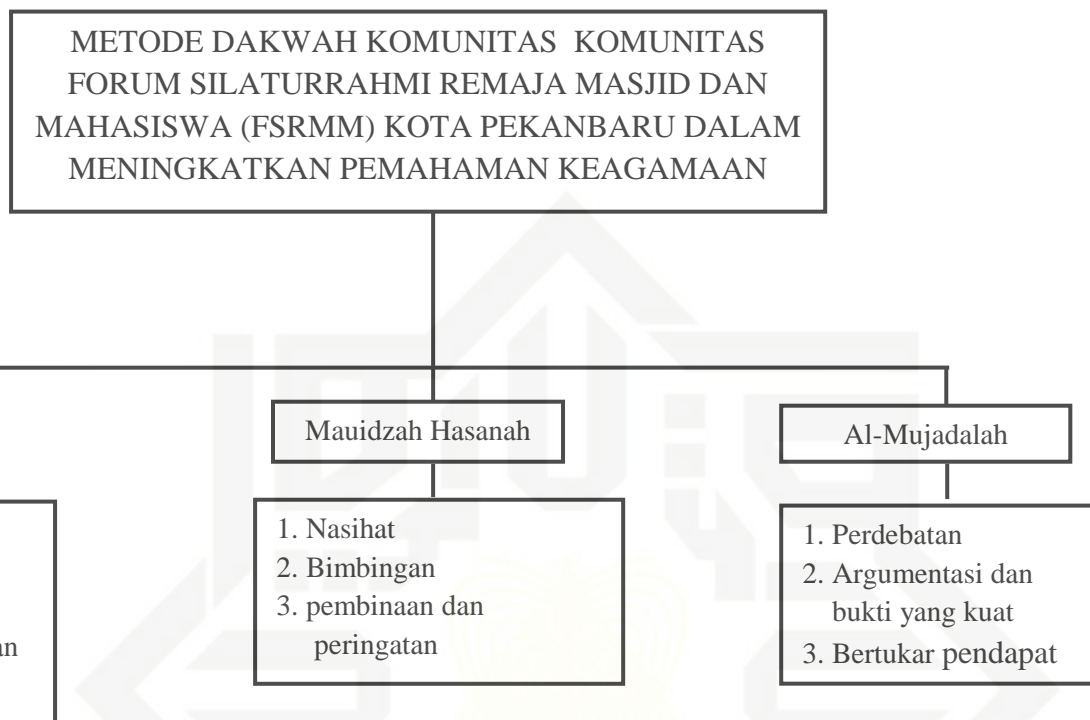 METODE DAKWAH KOMUNITAS KOMUNITAS
FORUM SILATURRAHMI REMAJA MASJID DAN
MAHASISWA (FSRMM) KOTA PEKANBARU DALAM
MENINGKATKAN PEMAHAMAN KEAGAMAAN
Mauidzah Hasanah
Al-Mujadalah
1. Nasihat
2. Bimbingan
3. pembinaan dan
peringatan
1. Perdebatan
2. Argumentasi dan
bukti yang kuat
3. Bertukar pendapat